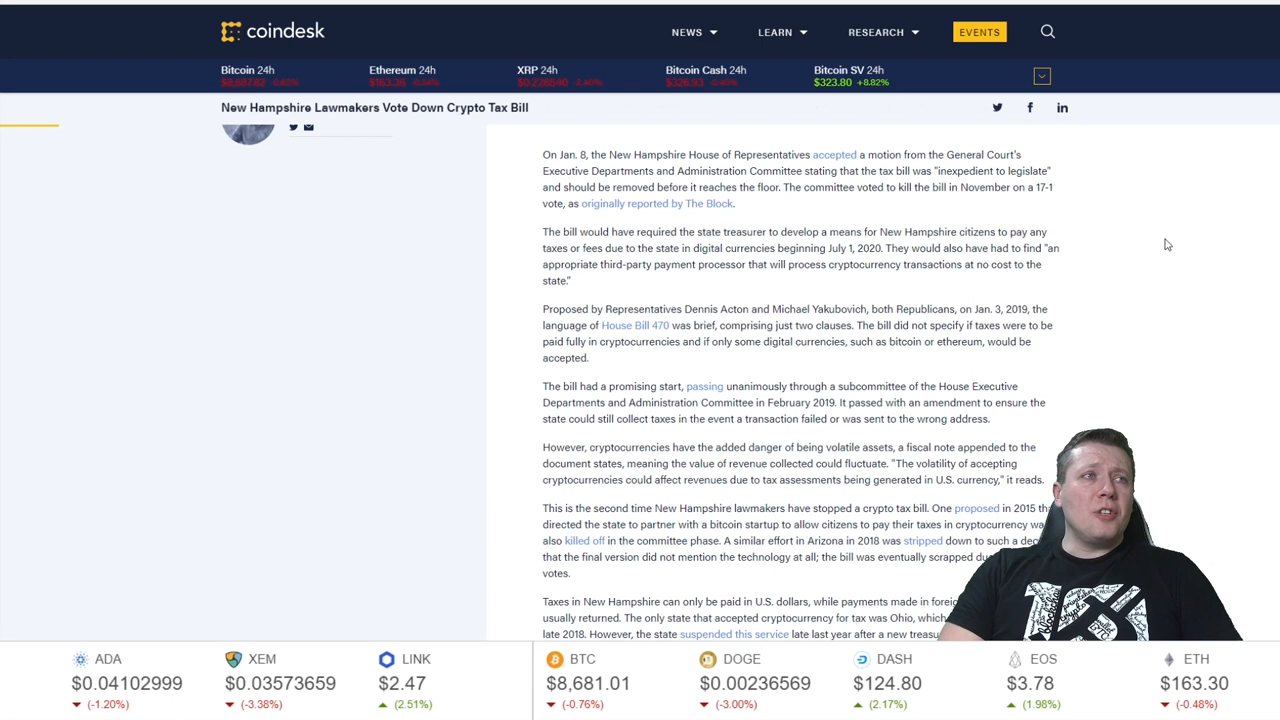 coindesk
NEWS
LEARN
RESEARCH
EVENTS
Bitcoin 24h
Ethereum 24h
XRP 24h
Bitcoin Cash 24h
Bitcoin SV 24h
$323.80 +8.82%
New Hampshire Lawmakers Vote Down Crypto Tax Bill
On Jan. 8, the New Hampshire House of Representatives accepted a motion from the General Court's
Executive Departments and Administration Committee stating that the tax bill was "inexpedient to legislate"
and should be removed before it reaches the floor. The committee voted to kill the bill in November on a 17-1
vote, as originally reported by The Block.
The bill would have required the state treasurer to develop a means for New Hampshire citizens to pay any
taxes or fees due to the state in digital currencies beginning July 1, 2020. They would also have had to find "an
appropriate third-party payment processor that will process cryptocurrency transactions at no cost to the
state."
Proposed by Representatives Dennis Acton and Michael Yakubovich, both Republicans, on Jan. 3, 2019, the
language of House Bill 470 was brief, comprising just two clauses. The bill did not specify if taxes were to be
paid fully in cryptocurrencies and if only some digital currencies, such as bitcoin or ethereum, would be
accepted.
The bill had a promising start, passing unanimously through a subcommittee of the House Executive
Departments and Administration Committee in February 2019. It passed with an amendment to ensure the
state could still collect taxes in the event a transaction failed or was sent to the wrong address.
However, cryptocurrencies have the added danger of being volatile assets, a fiscal note appended to the
document states, meaning the value of revenue collected could fluctuate. "The volatility of accepting
cryptocurrencies could affect revenues due to tax assessments being generated in U.S. currency," it reads.
This is the second time New Hampshire lawmakers have stopped a crypto tax bill. One proposed in 2015
directed the state to partner with a bitcoin startup to allow citizens to pay their taxes in cryptocurrency
also killed off in the committee phase. A similar effort in Arizona in 2018 was stripped down to such a
that the final version did not mention the technology at all; the bill was eventually scrapped
votes.
Taxes in New Hampshire can only be paid in U.S. dollars, while payments made in
usually returned. The only state that accepted cryptocurrency for tax was Ohio,
late 2018. However, the state suspended this service late last year after a new
ADA
XEM
LINK
BTC
DOGE
DASH
EOS
ETH
$0.04102999
$0.03573659
$2.47
$8,681.01
$0.00236569
$124.80
$3.78
$163.30
(-1.20%)
(-3.38%)
(2.51%)
(-0.76%)
(-3.00%)
(2.17%)
(1.98%)
(-0.48%)